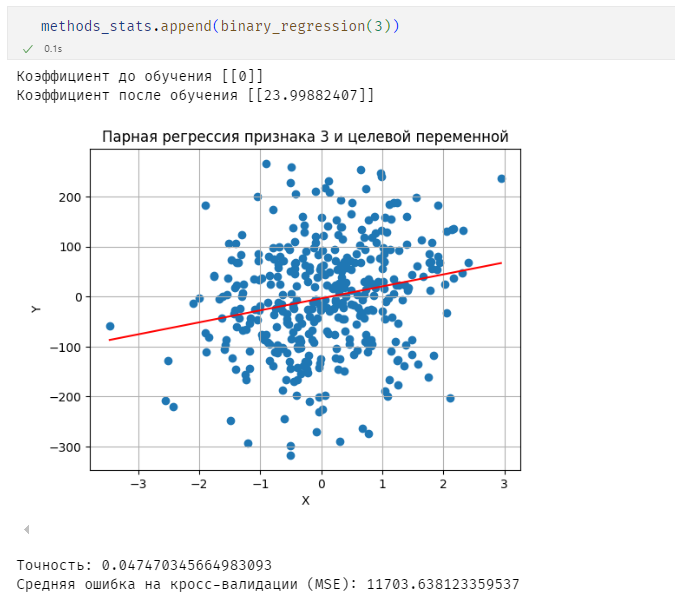 methods_stats.append(binary_regression(3))
0.1s
Коэффициент до обучения [[0]]
Коэффициент после обучения [[23.99882407]]
Парная регрессия признака 3 и целевой переменной
200
100
0
−100
−200
−300
Y
−3 −2 −1 0 1 2 3
X
Точность: 0.047470345664983093
Средняя ошибка на кросс-валидации (MSE): 11703.638123359537